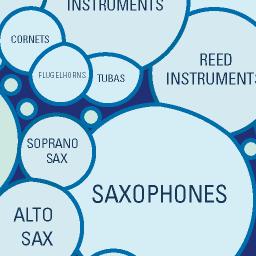 INSTRUMENTS
CORNETS
FLUGELHORNS
TUBAS
REED
INSTRUMENTS
SOPRANO
SAX
SAXOPHONES
ALTO
SAX